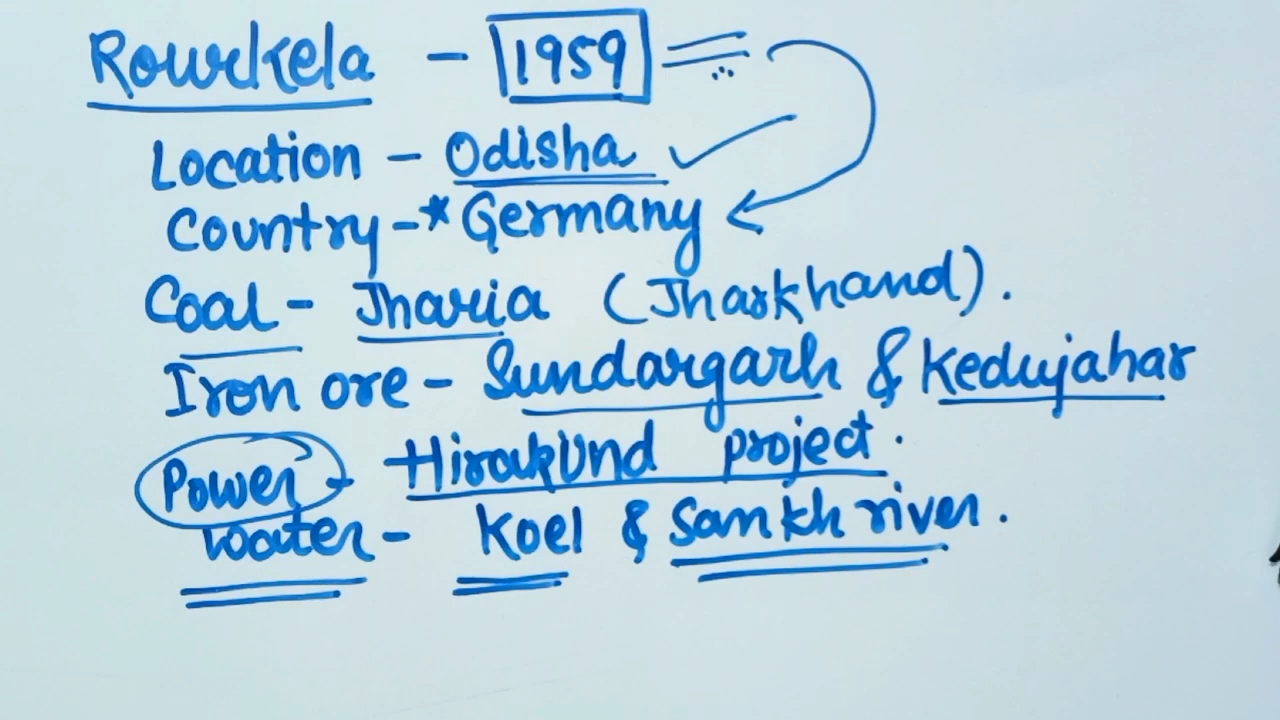 Rourkela - 1959
Location - Odisha
Country - *Germany
Coal - Jharia (Jharkhand).
Iron ore - Sundargarh & Kedujahar
Power - Hirakund project.
Water - Koel & Sankh river.